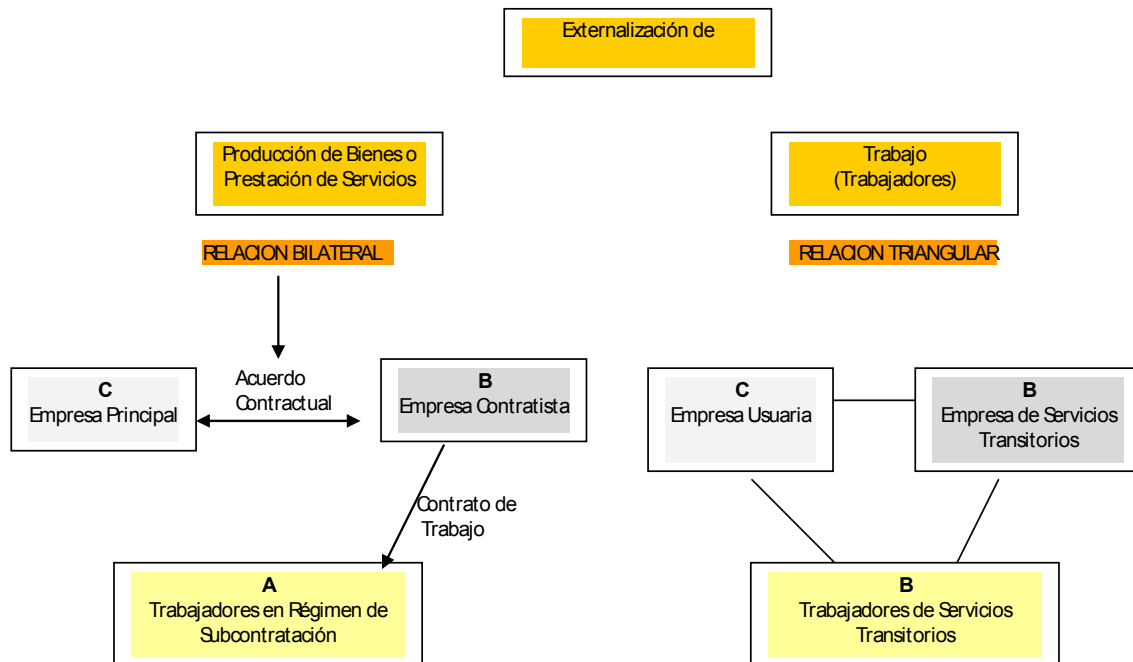 Externalización de
Producción de Bienes o
Prestación de Servicios
Trabajo
(Trabajadores)
RELACION BILATERAL
RELACION TRIANGULAR
C
Empresa Principal
Acuerdo
Contractual
B
Empresa Contratista
C
Empresa Usuaria
B
Empresa de Servicios
Transitorios
Contrato de
Trabajo
A
Trabajadores en Régimen de
Subcontratación
B
Trabajadores de Servicios
Transitorios